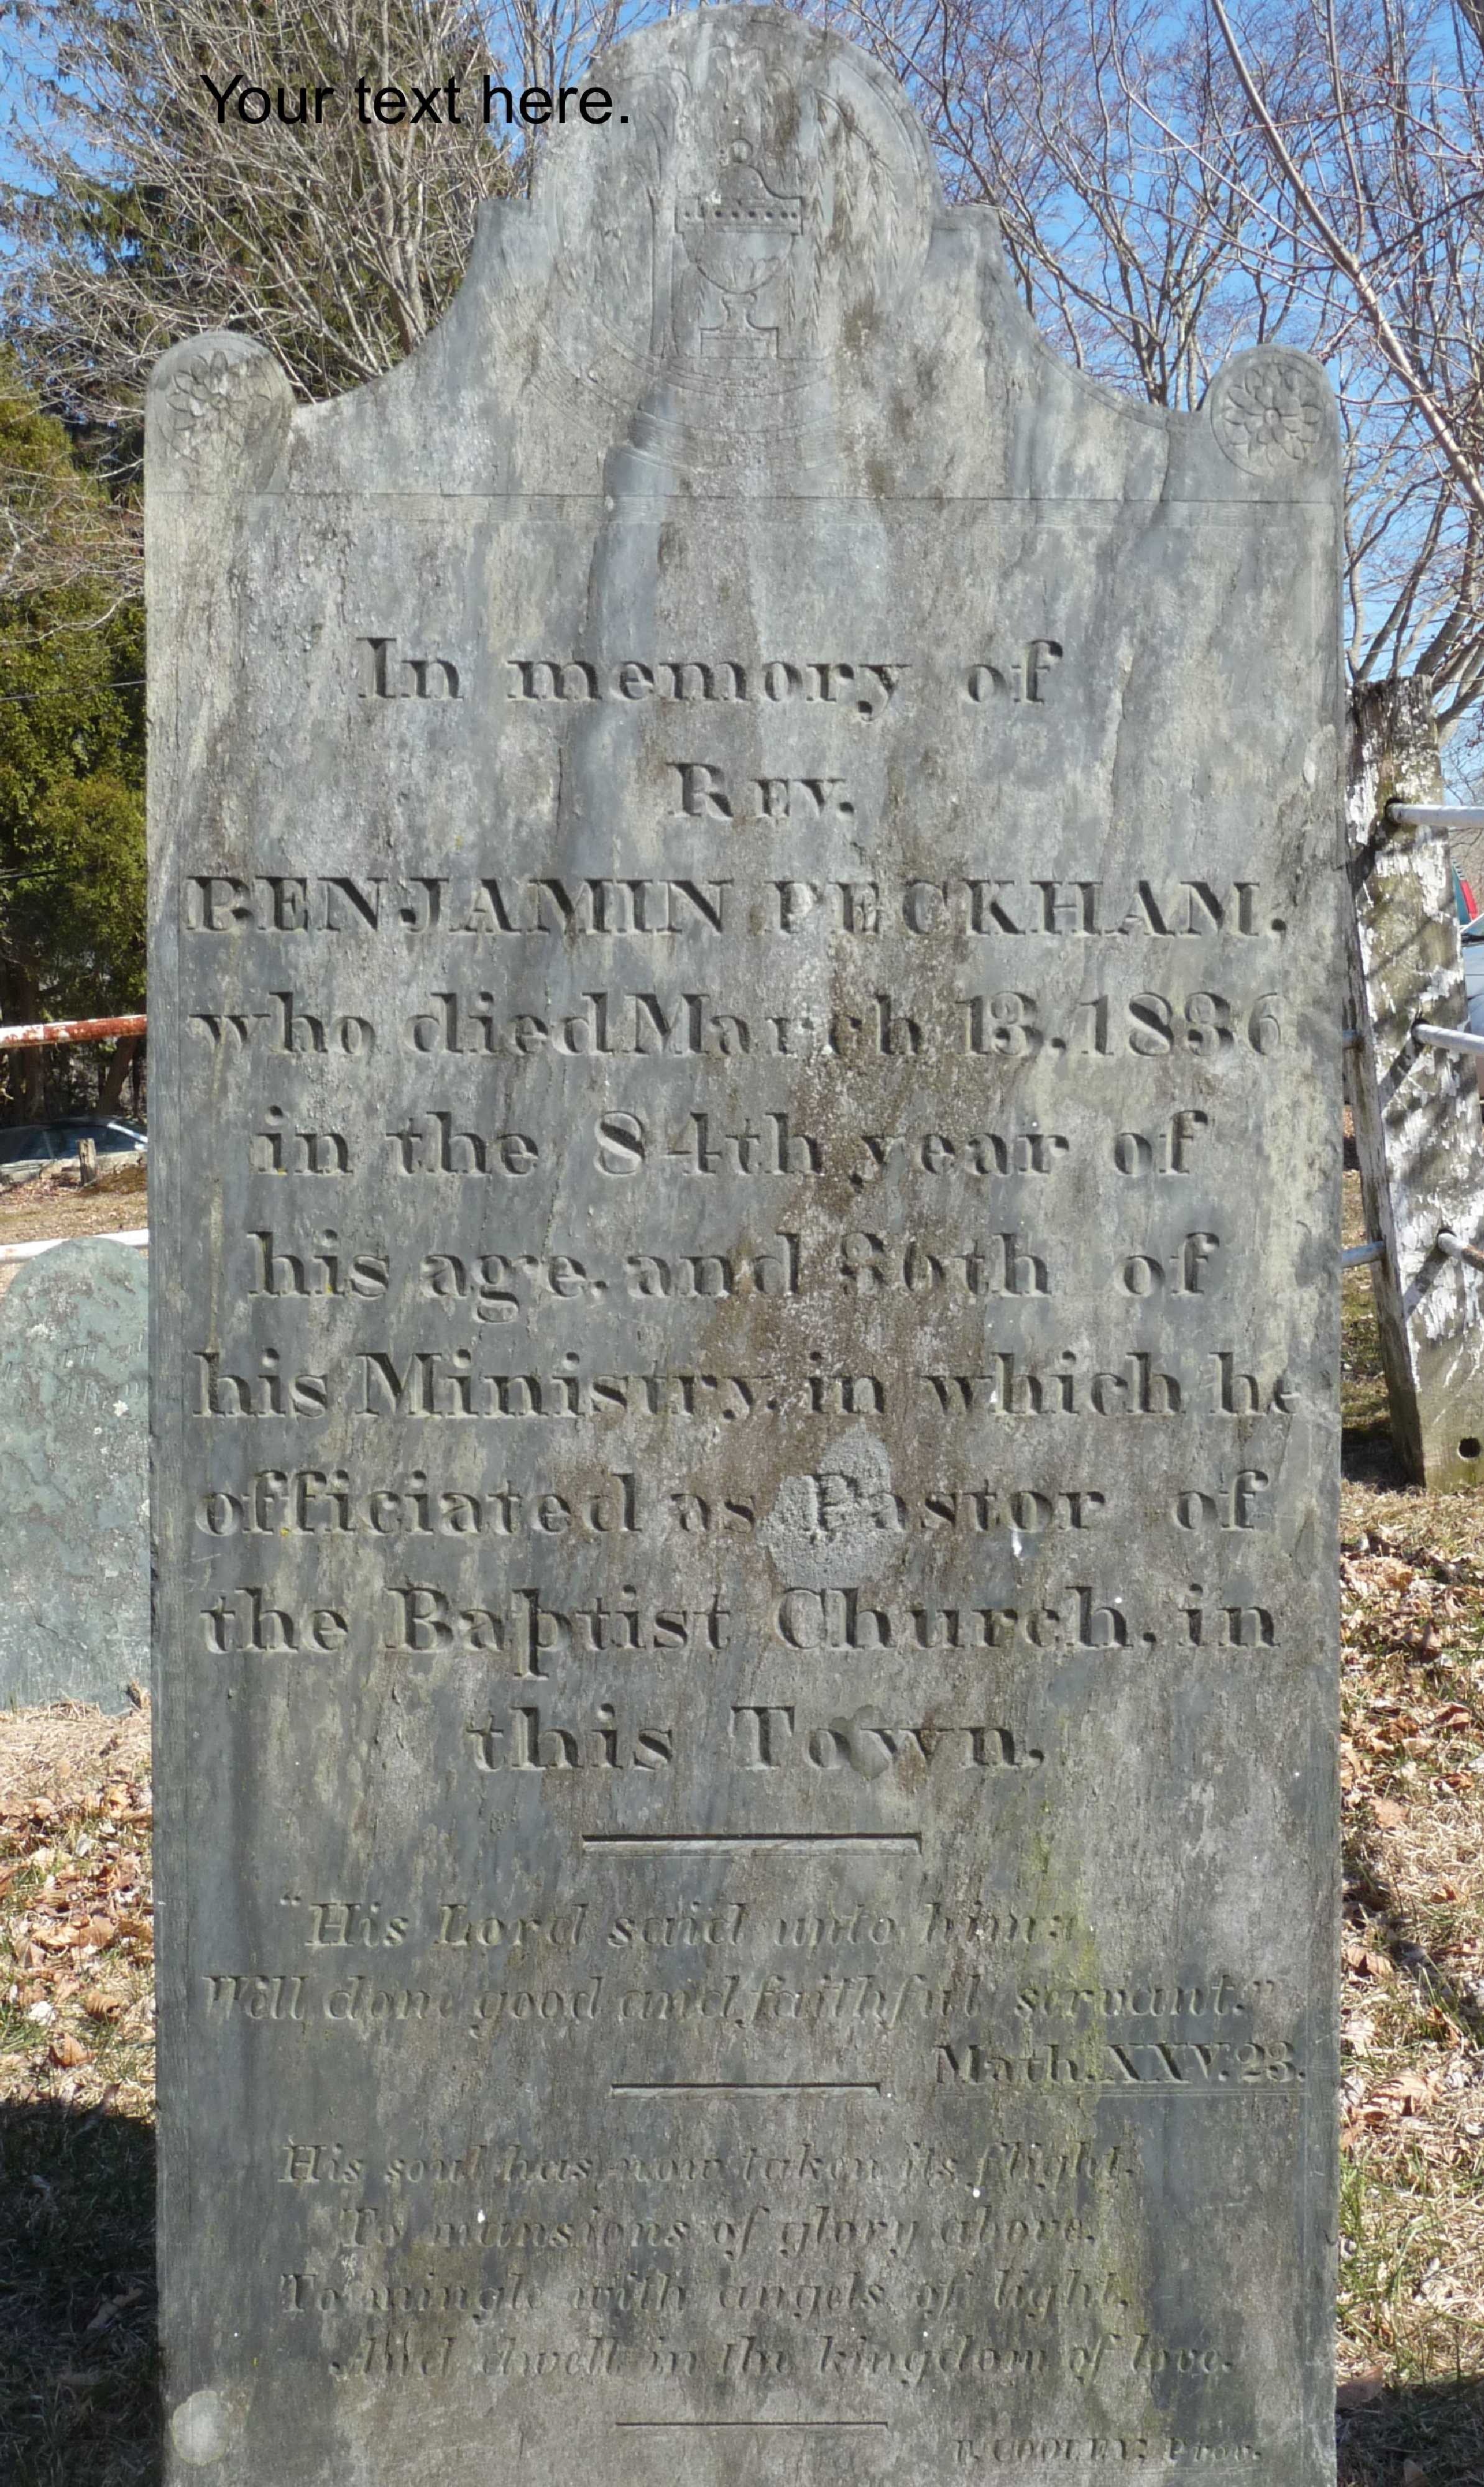 Your text here.
In memory of
REV.
BENJAMIN PECKHAM.
who died March 13, 1836
in the 84th year of
his age, and 36th of
his Ministry, in which he
officiated as Pastor of
the Baptist Church, in
this Town.
“His Lord said unto him:
Well done good and faithful servant.”
Math. XXV. 23.
His soul has now taken its flight,
To mansions of glory above,
To mingle with angels of light,
And dwell in the kingdom of love.
COOLEY;